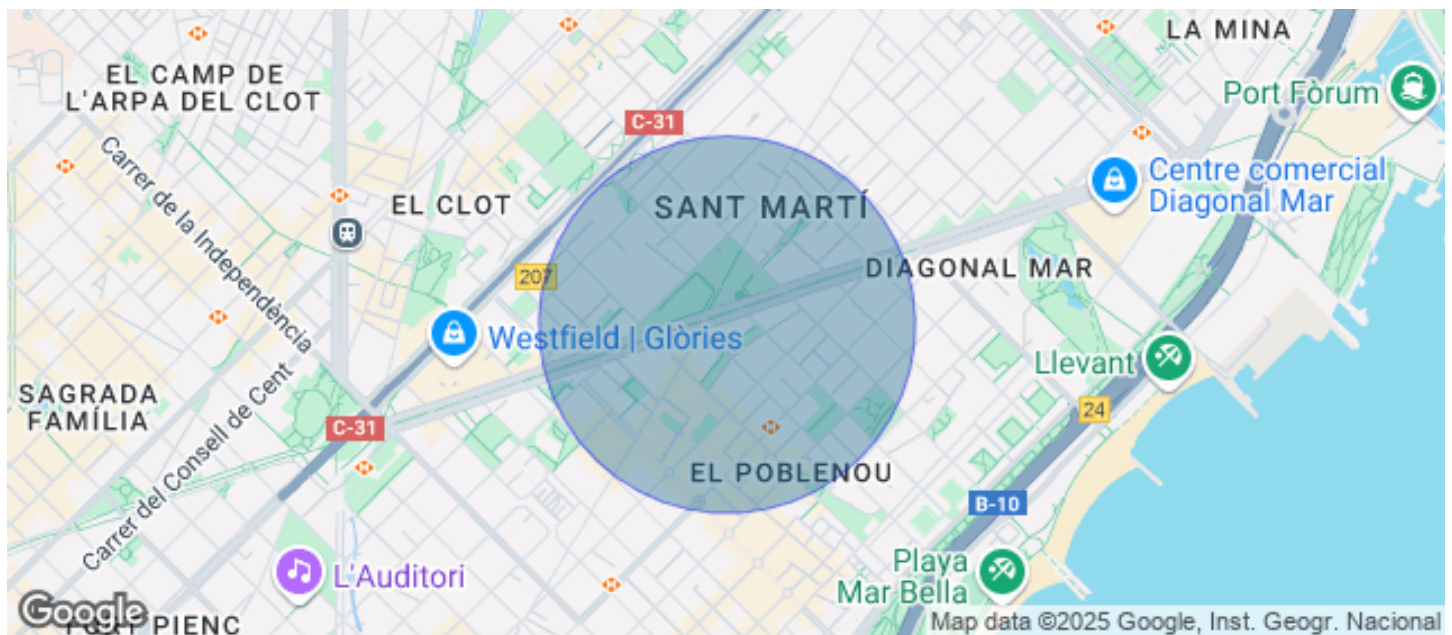 LA MINA
EL CAMP DE
L'ARPA DEL CLOT
Port Fòrum
C-31
Carrer de la Independència
Centre comercial
Diagonal Mar
EL CLOT
SANT MARTÍ
207
DIAGONAL MAR
Westfield | Glòries
Llevant
SAGRADA
FAMÍLIA
24
C-31
Carrer del Consell de Cent
EL POBLENOU
B-10
L'Auditori
Playa
Mar Bella
Google
FORT PIENC
Map data ©2025 Google, Inst. Geogr. Nacional